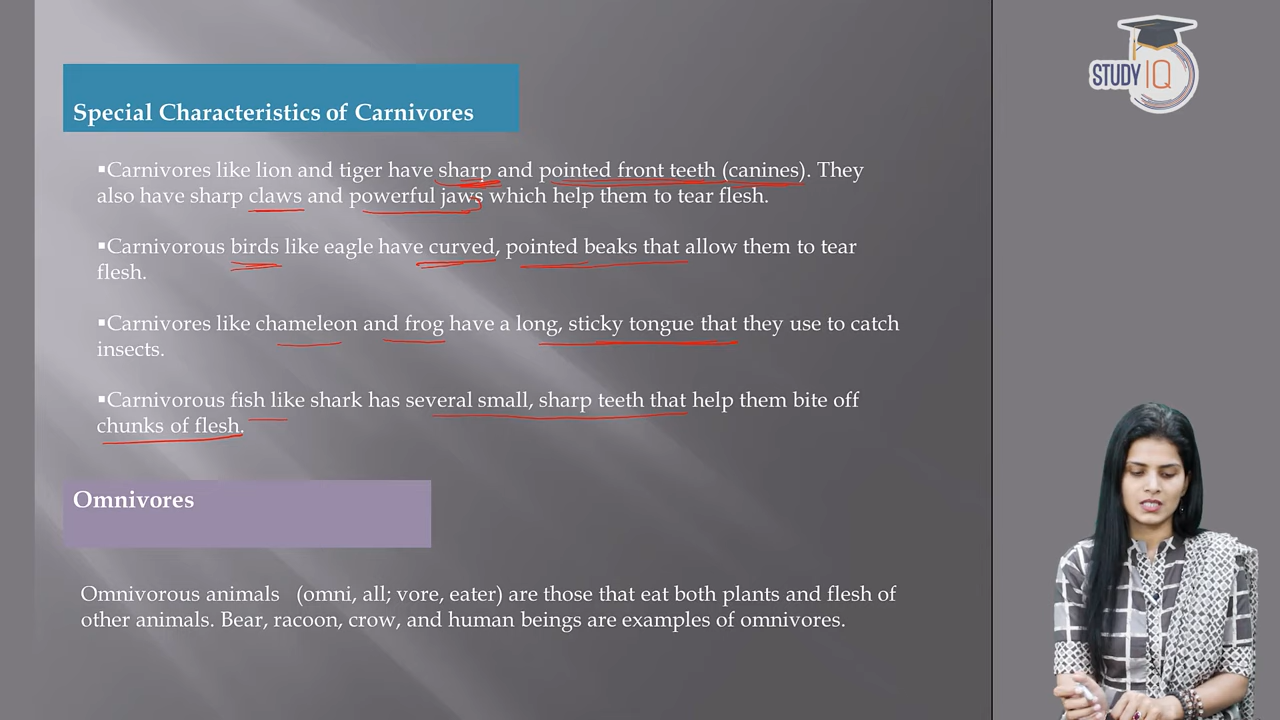 STUDY IQ
Special Characteristics of Carnivores
▪Carnivores like lion and tiger have sharp and pointed front teeth (canines). They
also have sharp claws and powerful jaws which help them to tear flesh.
▪Carnivorous birds like eagle have curved, pointed beaks that allow them to tear
flesh.
▪Carnivores like chameleon and frog have a long, sticky tongue that they use to catch
insects.
▪Carnivorous fish like shark has several small, sharp teeth that help them bite off
chunks of flesh.
Omnivores
Omnivorous animals (omni, all; vore, eater) are those that eat both plants and flesh of
other animals. Bear, racoon, crow, and human beings are examples of omnivores.